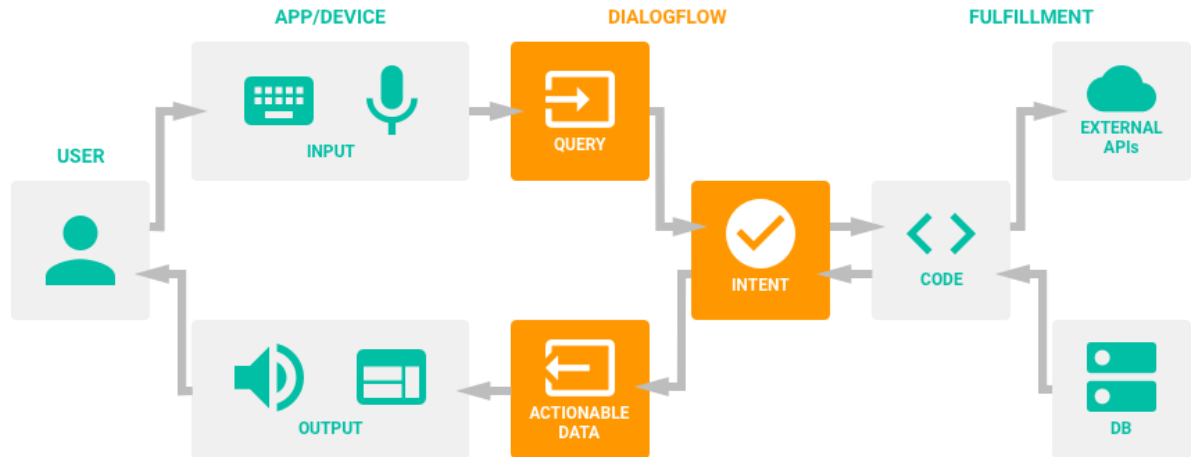 APP/DEVICE
DIALOGFLOW
FULFILLMENT
INPUT
QUERY
EXTERNAL
APIs
USER
INTENT
CODE
OUTPUT
ACTIONABLE
DATA
DB